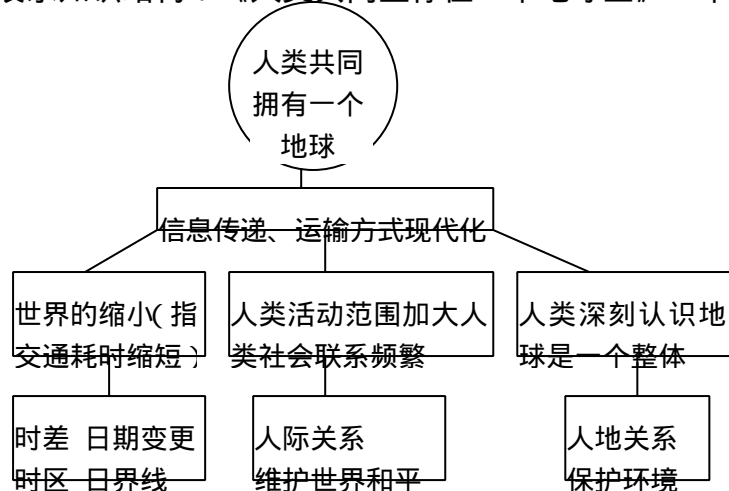 人类共同
拥有一个
地球
信息传递、运输方式现代化
世界的缩小(指
交通耗时缩短)
人类活动范围加大人
类社会联系频繁
人类深刻认识地
球是一个整体
时差 日期变更
时区 日界线
人际关系
维护世界和平
人地关系
保护环境